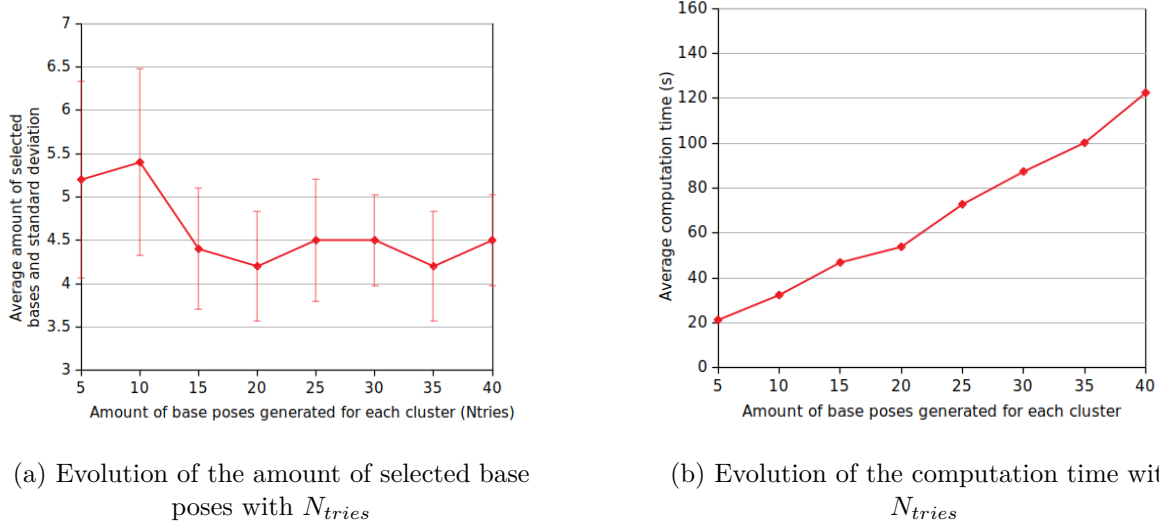 7
6.5
6
5.5
5
4.5
4
3.5
3
Average amount of selected
bases and standard deviation
5 10 15 20 25 30 35 40
Amount of base poses generated for each cluster (Ntries)
160
140
120
100
80
60
40
20
0
Average computation time (s)
5 10 15 20 25 30 35 40
Amount of base poses generated for each cluster
(a) Evolution of the amount of selected base
poses with Ntries
(b) Evolution of the computation time wit
Ntries